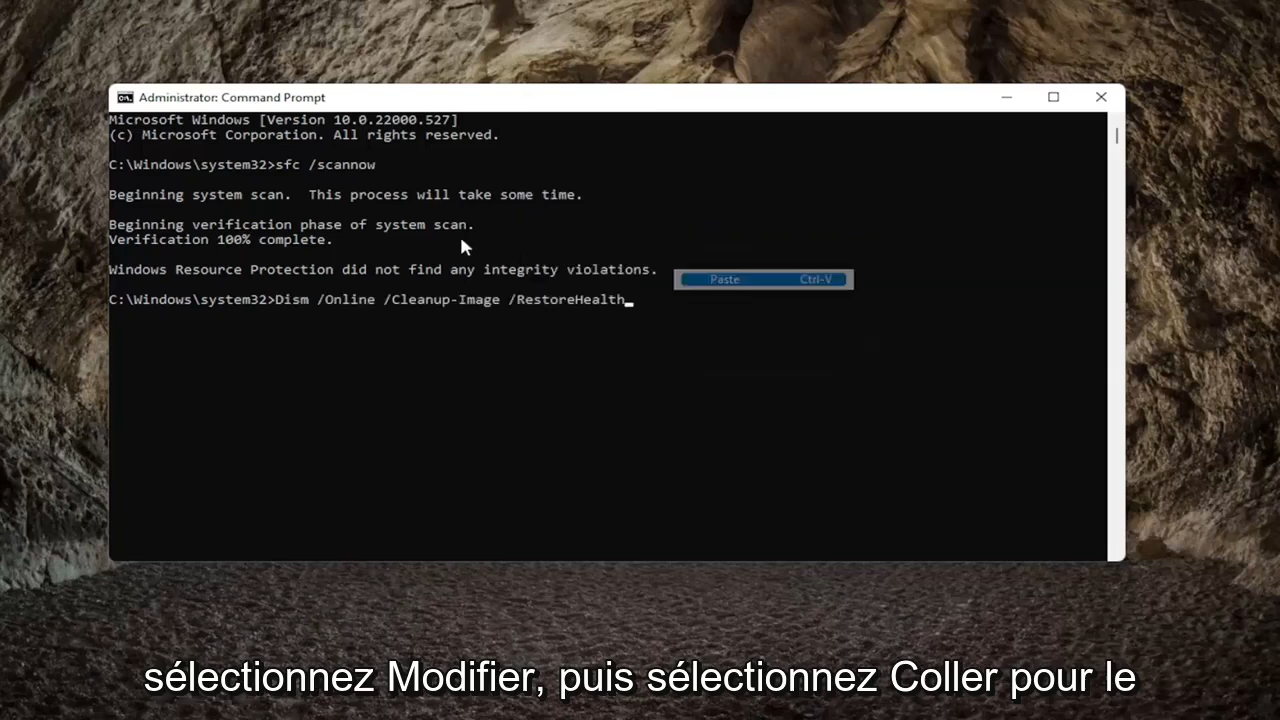 Administrator: Command Prompt
Microsoft Windows [Version 10.0.22000.527]
(c) Microsoft Corporation. All rights reserved.
C:\Windows\system32>sfc /scannow
Beginning system scan.  This process will take some time.
Beginning verification phase of system scan.
Verification 100% complete.
Windows Resource Protection did not find any integrity violations.
Paste Ctrl-V
C:\Windows\system32>Dism /Online /Cleanup-Image /RestoreHealth
sélectionnez Modifier, puis sélectionnez Coller pour le